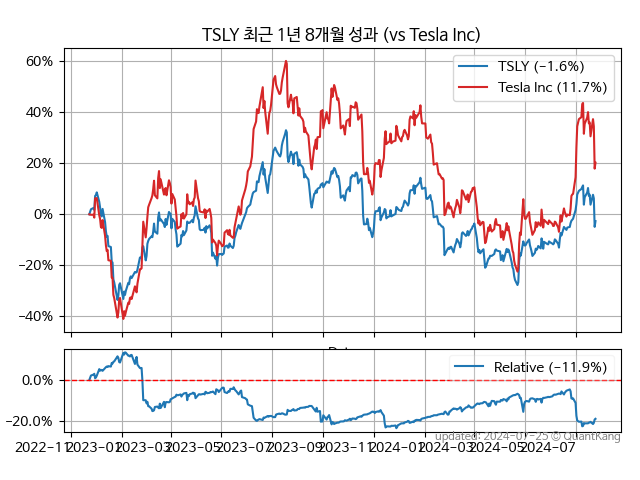 TSLY 최근 1년 8개월 성과 (vs Tesla Inc)
60%
40%
20%
0%
−20%
−40%
TSLY (−1.6%)
Tesla Inc (11.7%)
0.0%
−20.0%
Relative (−11.9%)
2022−11 2023−01 2023−03 2023−05 2023−07 2023−09 2023−11 2024−01 2024−03 2024−05 2024−07
updated: 2024−07−25 © QuantKang